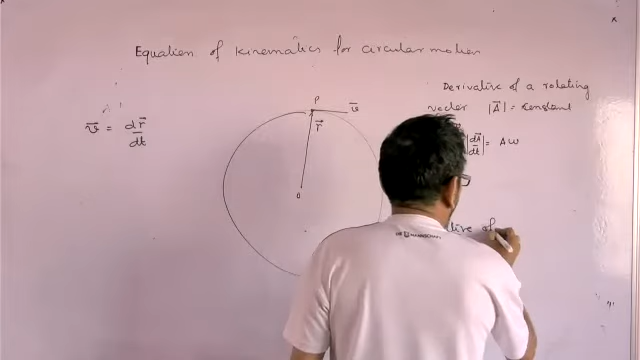 Equation of kinematics for circular motion
v̄ = dr⃗/dt
P
v̄
r⃗
O
Derivative of a rotating
vector |A⃗| = constant
|dA⃗/dt| = Aω
tive of